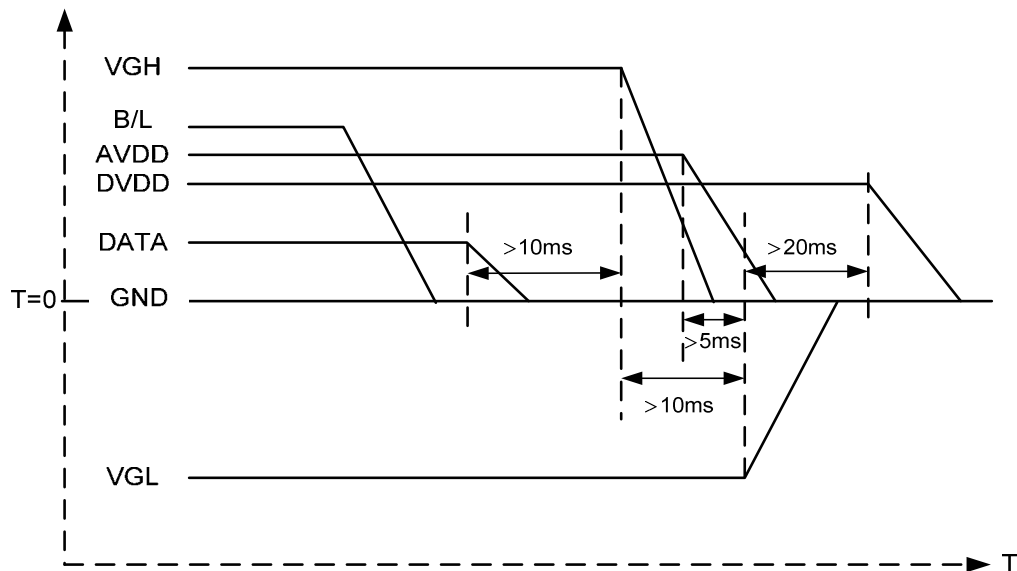 VGH
B/L
AVDD
DVDD
DATA
>10ms
>20ms
T=0
GND
>5ms
>10ms
VGL
T